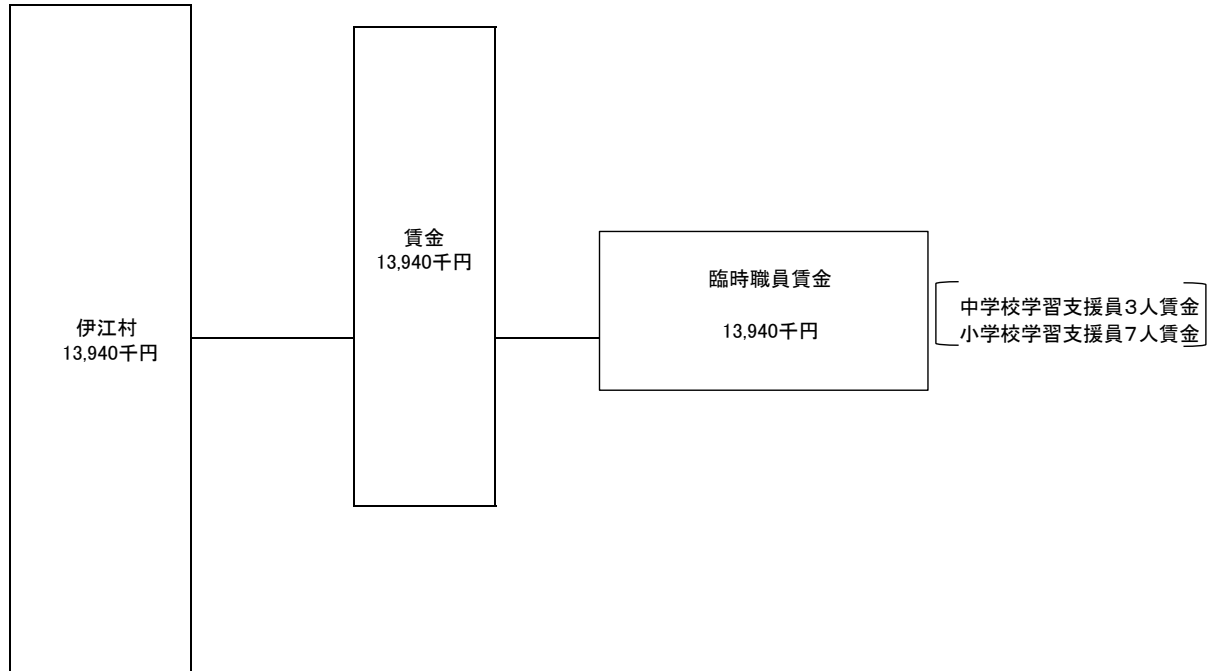 伊江村
13,940千円
賃金
13,940千円
臨時職員賃金
13,940千円
中学校学習支援員3人賃金
小学校学習支援員7人賃金